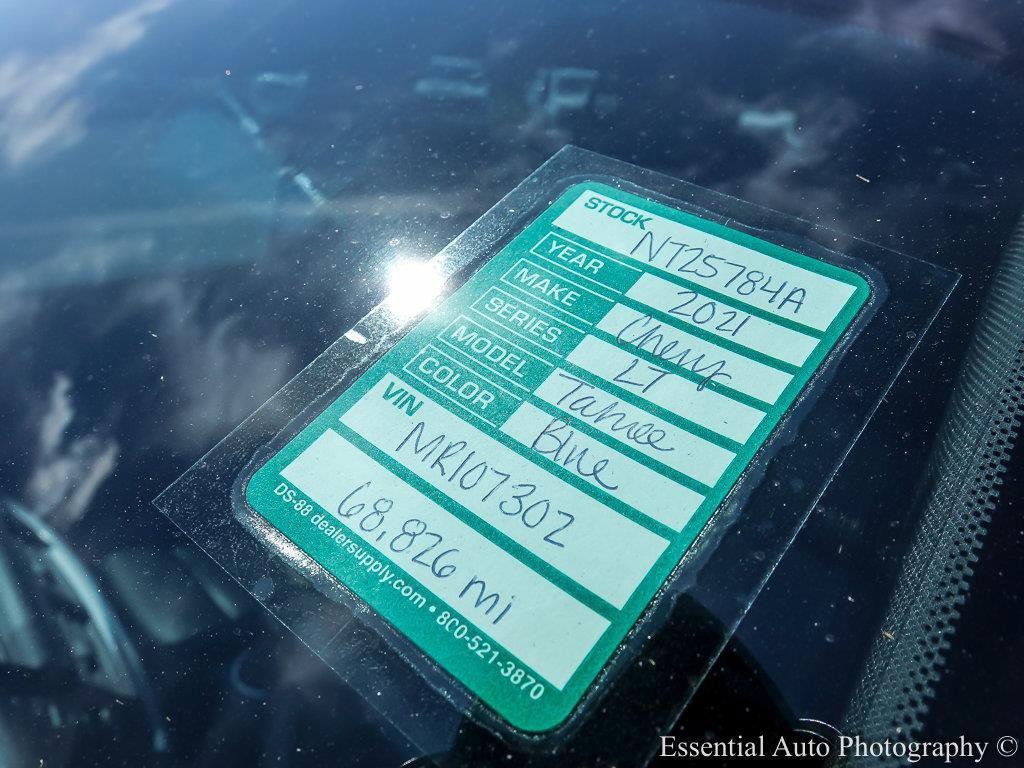 STOCK
NT25784A
YEAR 2021
MAKE Chevy
SERIES LT
MODEL Tahoe
COLOR Blue
VIN
MR107302
68,826 mi
DS-88 dealersupply.com • 800-521-3870
Essential Auto Photography ©